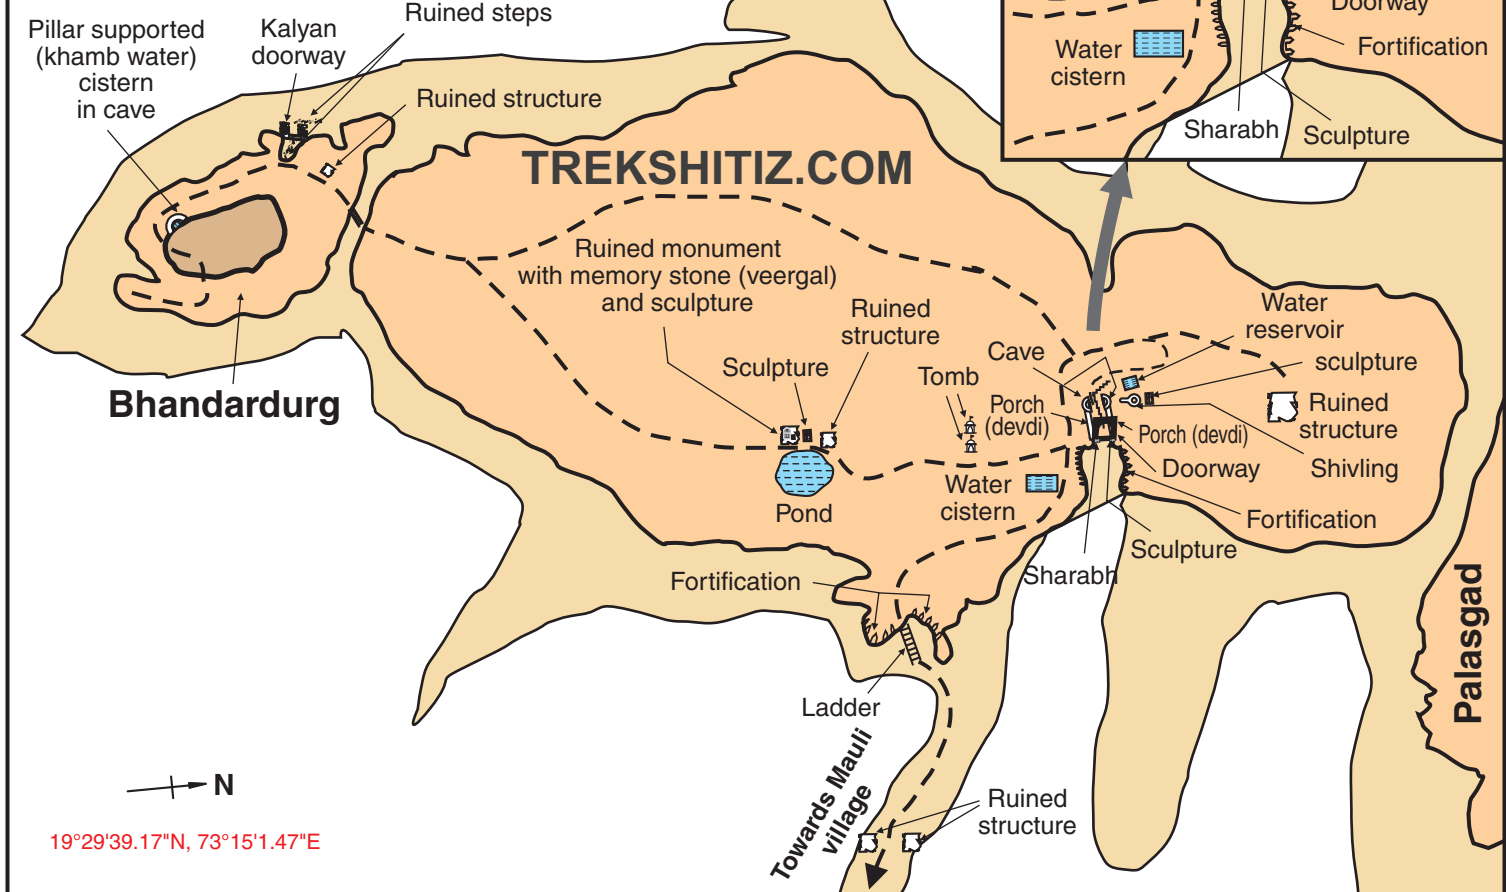 Ruined steps
Pillar supported
(khamb water)
cistern
in cave
Kalyan
doorway
Ruined structure
TREKSHITIZ.COM
Doorway
Fortification
Water
cistern
Sharabh
Sculpture
Ruined monument
with memory stone (veergal)
and sculpture
Ruined
structure
Sculpture
Bhandardurg
Water
reservoir
sculpture
Cave
Tomb
Porch
(devdi)
Porch (devdi)
Ruined
structure
Doorway
Shivling
Water
cistern
Pond
Fortification
Sculpture
Sharabh
Fortification
Palasgad
Ladder
Towards Mauli
village
Ruined
structure
N
19°29'39.17"N, 73°15'1.47"E